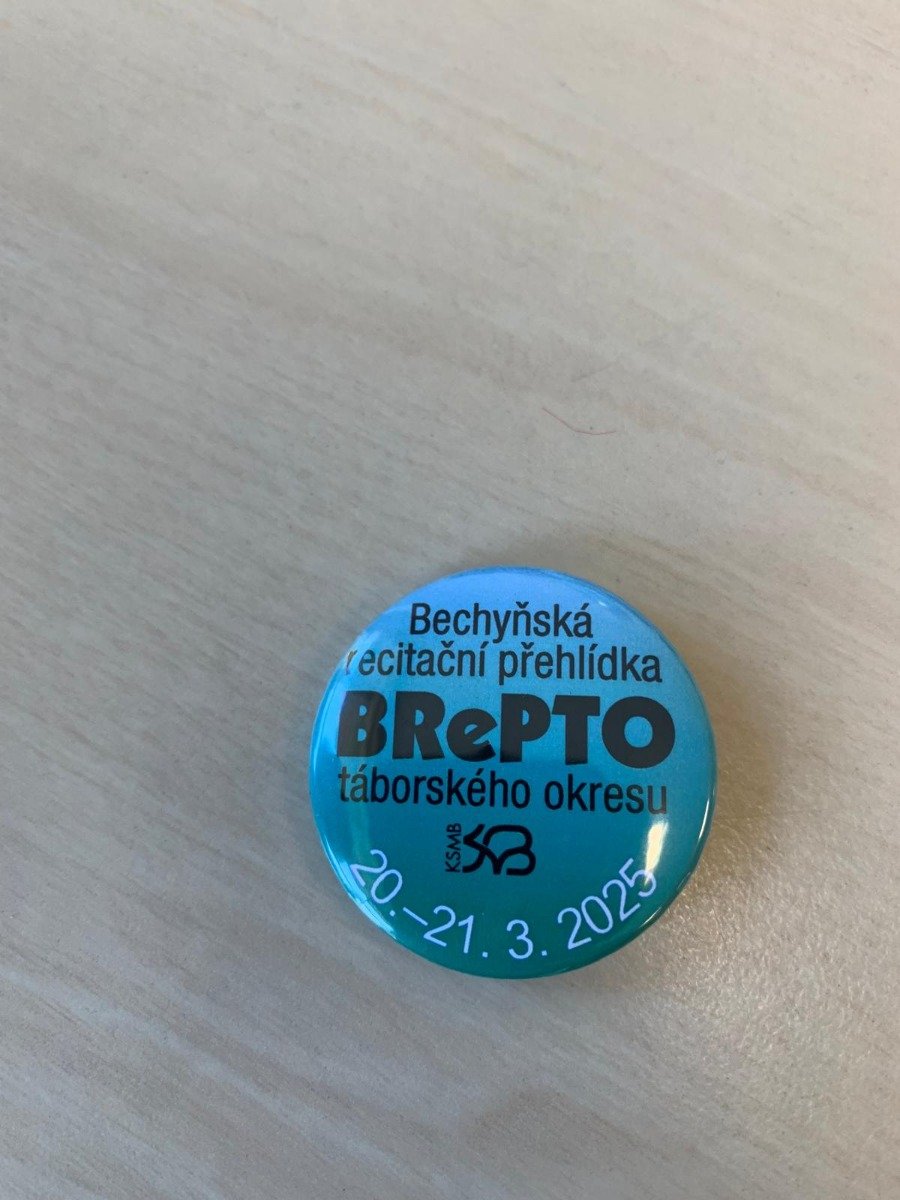 Bechyňská
recitační přehlídka
BRePTO
táborského okresu
KSMB
20.–21. 3. 2025